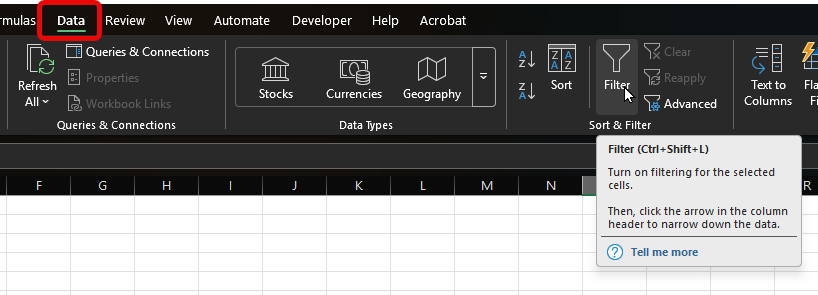 rmulas Data Review View Automate Developer Help Acrobat
Refresh
All
Queries & Connections
Properties
Workbook Links
Queries & Connections
Stocks Currencies Geography
Data Types
A
Z
Z
A
Z A
A Z
Sort
Filter
Clear
Reapply
Advanced
Sort & Filter
Text to
Columns
Fla
Fi
Filter (Ctrl+Shift+L)
Turn on filtering for the selected
cells.
Then, click the arrow in the column
header to narrow down the data.
? Tell me more
F G H I J K L M N R